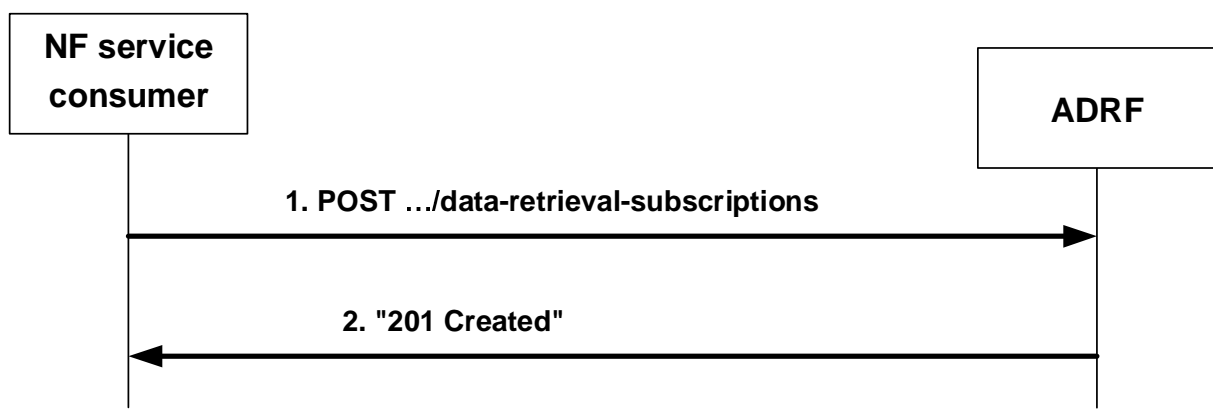 NF service
consumer
ADRF
1. POST …/data-retrieval-subscriptions
2. "201 Created"